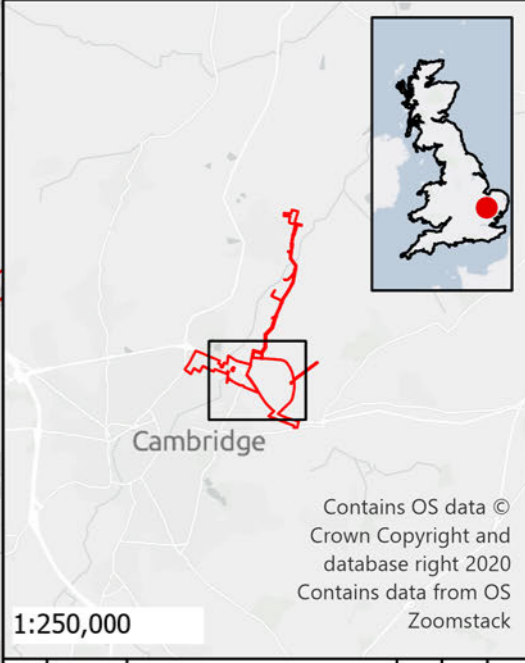 Cambridge
Contains OS data ©
Crown Copyright and
database right 2020
Contains data from OS
Zoomstack
1:250,000